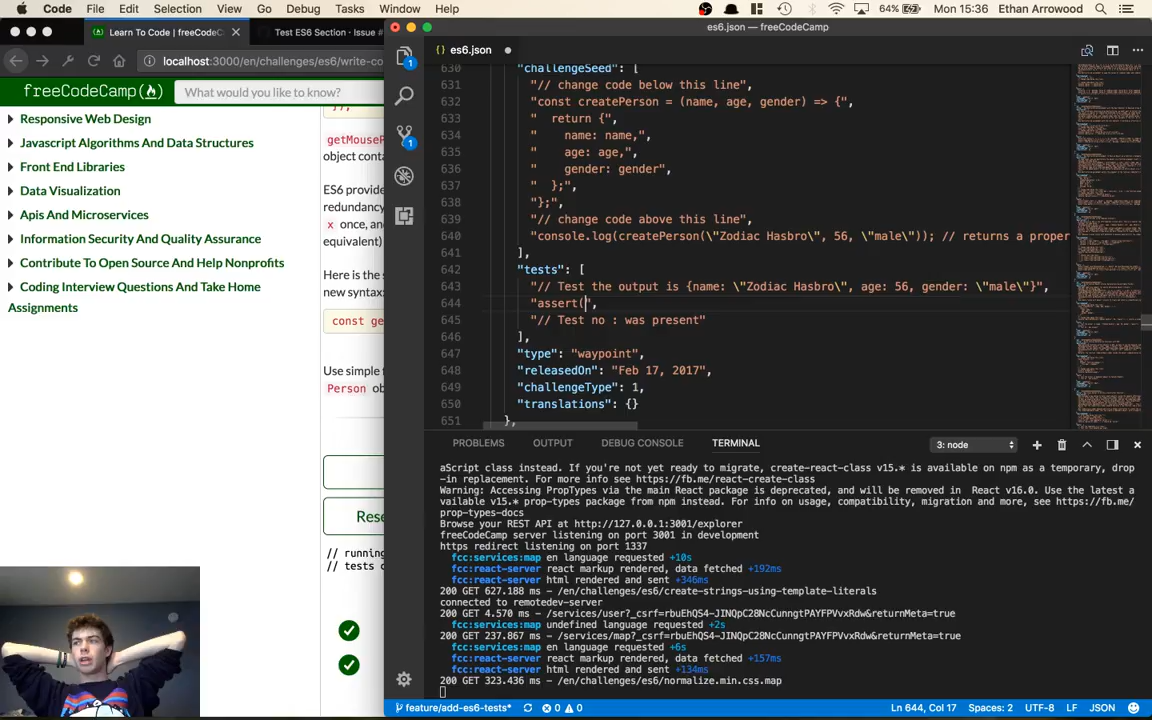 Code File Edit Selection View Go Debug Tasks Window Help 64% Mon 15:36 Ethan Arrowood
Learn To Code | freeCodeC
Test ES6 Section · Issue #
localhost:3000/en/challenges/es6/write-co
freeCodeCamp(
What would you like to know?
Responsive Web Design
Javascript Algorithms And Data Structures
Front End Libraries
Data Visualization
Apis And Microservices
Information Security And Quality Assurance
Contribute To Open Source And Help Nonprofits
Coding Interview Questions And Take Home
Assignments
});
getMouseP
object conta
ES6 provide
redundancy
x once, and
equivalent)
Here is the s
new syntax:
const ge
Use simple f
Person ob
Rese
// running
// tests c
es6.json — freeCodeCamp
{} es6.json
1
1
630 "challengeSeed": [
631 "// change code below this line",
632 "const createPerson = (name, age, gender) => {",
633 "  return {",
634 "    name: name,",
635 "    age: age,",
636 "    gender: gender",
637 "  };",
638 "};",
639 "// change code above this line",
640 "console.log(createPerson(\"Zodiac Hasbro\", 56, \"male\")); // returns a proper
641 ],
642 "tests": [
643 "// Test the output is {name: \"Zodiac Hasbro\", age: 56, gender: \"male\"}",
644 "assert(",
645 "// Test no : was present"
646 ],
647 "type": "waypoint",
648 "releasedOn": "Feb 17, 2017",
649 "challengeType": 1,
650 "translations": {}
651 },
PROBLEMS OUTPUT DEBUG CONSOLE TERMINAL 3: node
aScript class instead. If you're not yet ready to migrate, create-react-class v15.* is available on npm as a temporary, drop
-in replacement. For more info see https://fb.me/react-create-class
Warning: Accessing PropTypes via the main React package is deprecated, and will be removed in  React v16.0. Use the latest a
vailable v15.* prop-types package from npm instead. For info on usage, compatibility, migration and more, see https://fb.me/
prop-types-docs
Browse your REST API at http://127.0.0.1:3001/explorer
freeCodeCamp server listening on port 3001 in development
https redirect listening on port 1337
fcc:services:map en language requested +10s
fcc:react-server react markup rendered, data fetched +192ms
fcc:react-server html rendered and sent +346ms
200 GET 627.188 ms - /en/challenges/es6/create-strings-using-template-literals
connected to remotedev-server
200 GET 4.570 ms - /services/user?_csrf=rbuEhQS4-JINQpC28NcCunngtPAYFPVvxRdw&returnMeta=true
fcc:services:map undefined language requested +2s
200 GET 237.867 ms - /services/map?_csrf=rbuEhQS4-JINQpC28NcCunngtPAYFPVvxRdw&returnMeta=true
fcc:services:map en language requested +6s
fcc:react-server react markup rendered, data fetched +157ms
fcc:react-server html rendered and sent +134ms
200 GET 323.436 ms - /en/challenges/es6/normalize.min.css.map
feature/add-es6-tests* 0 0 Ln 644, Col 17 Spaces: 2 UTF-8 LF JSON